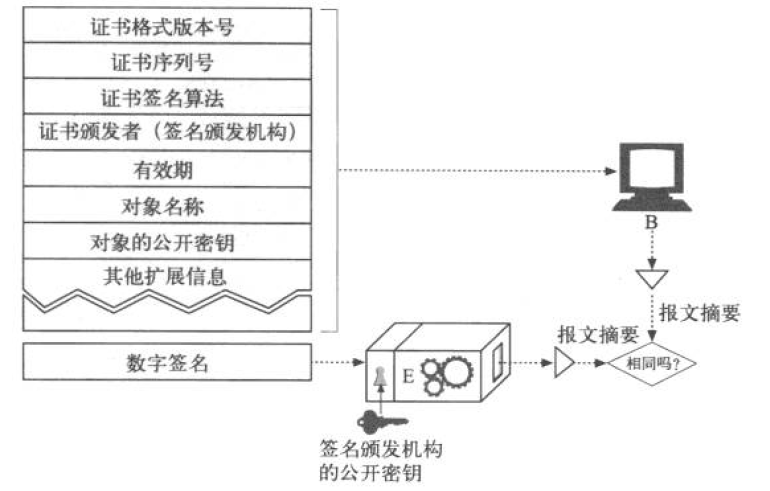 证书格式版本号
证书序列号
证书签名算法
证书颁发者（签名颁发机构）
有效期
对象名称
对象的公开密钥
其他扩展信息
B
报文摘要
数字签名
E
报文摘要
相同吗?
签名颁发机构
的公开密钥